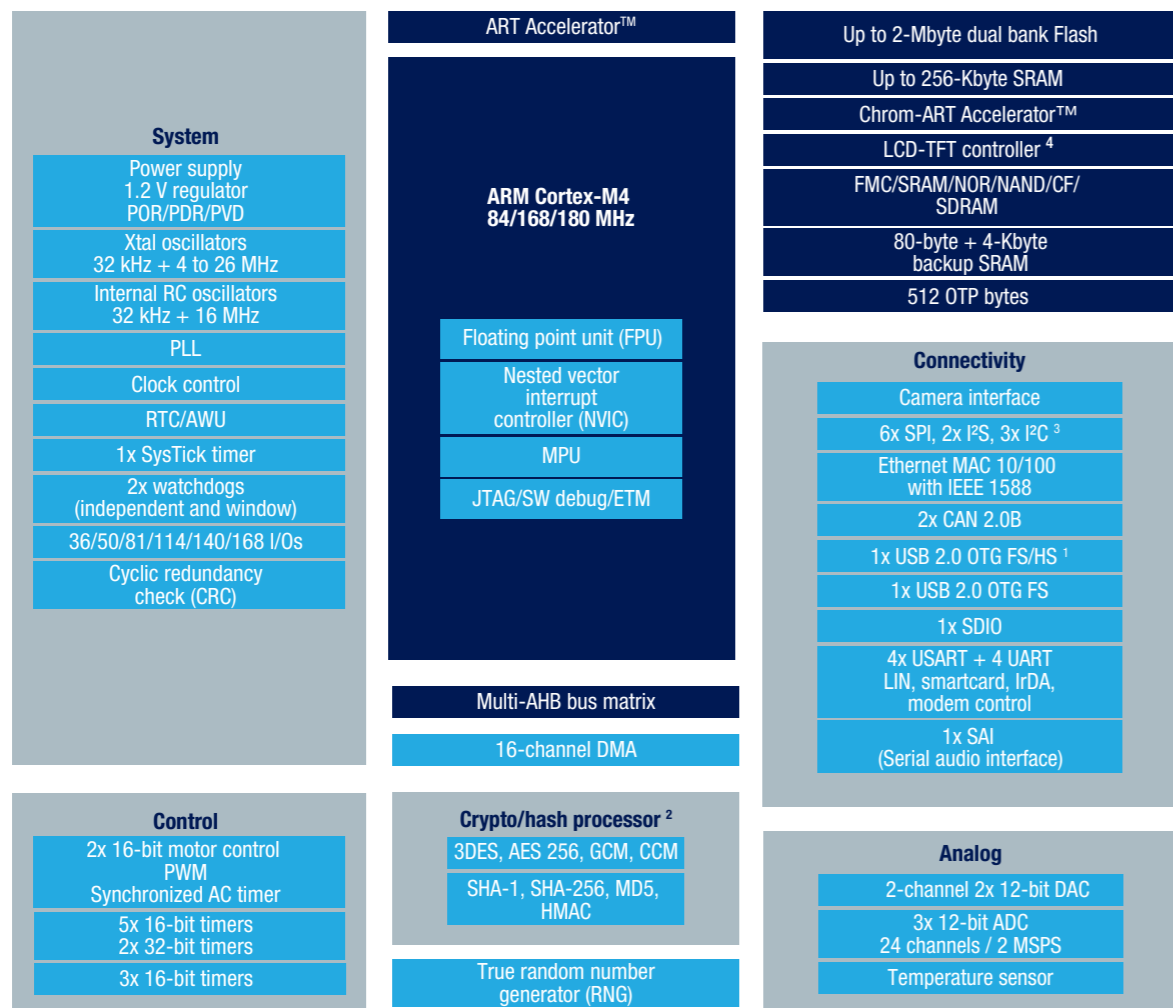 System
Power supply
1.2 V regulator
POR/PDR/PVD
Xtal oscillators
32 kHz + 4 to 26 MHz
Internal RC oscillators
32 kHz + 16 MHz
PLL
Clock control
RTC/AWU
1x SysTick timer
2x watchdogs
(independent and window)
36/50/81/114/140/168 I/Os
Cyclic redundancy
check (CRC)
Control
2x 16-bit motor control
PWM
Synchronized AC timer
5x 16-bit timers
2x 32-bit timers
3x 16-bit timers
ART Accelerator™
ARM Cortex-M4
84/168/180 MHz
Floating point unit (FPU)
Nested vector
interrupt
controller (NVIC)
MPU
JTAG/SW debug/ETM
Multi-AHB bus matrix
16-channel DMA
Crypto/hash processor ²
3DES, AES 256, GCM, CCM
SHA-1, SHA-256, MD5,
HMAC
True random number
generator (RNG)
Up to 2-Mbyte dual bank Flash
Up to 256-Kbyte SRAM
Chrom-ART Accelerator™
LCD-TFT controller ⁴
FMC/SRAM/NOR/NAND/CF/
SDRAM
80-byte + 4-Kbyte
backup SRAM
512 OTP bytes
Connectivity
Camera interface
6x SPI, 2x I²S, 3x I²C ³
Ethernet MAC 10/100
with IEEE 1588
2x CAN 2.0B
1x USB 2.0 OTG FS/HS ¹
1x USB 2.0 OTG FS
1x SDIO
4x USART + 4 UART
LIN, smartcard, IrDA,
modem control
1x SAI
(Serial audio interface)
Analog
2-channel 2x 12-bit DAC
3x 12-bit ADC
24 channels / 2 MSPS
Temperature sensor